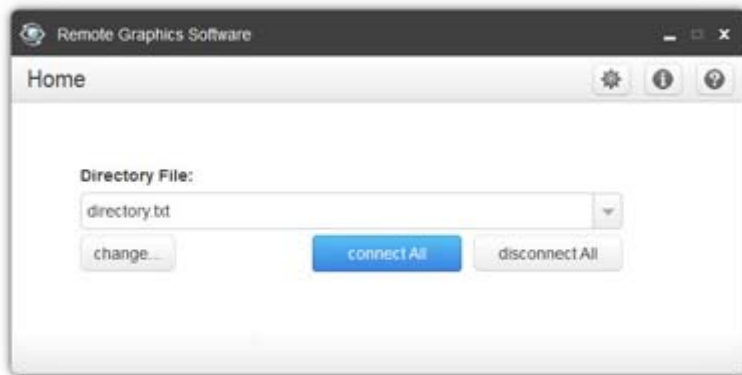 Remote Graphics Software
Home
Directory File:
directory.txt
change...
connect All
disconnect All